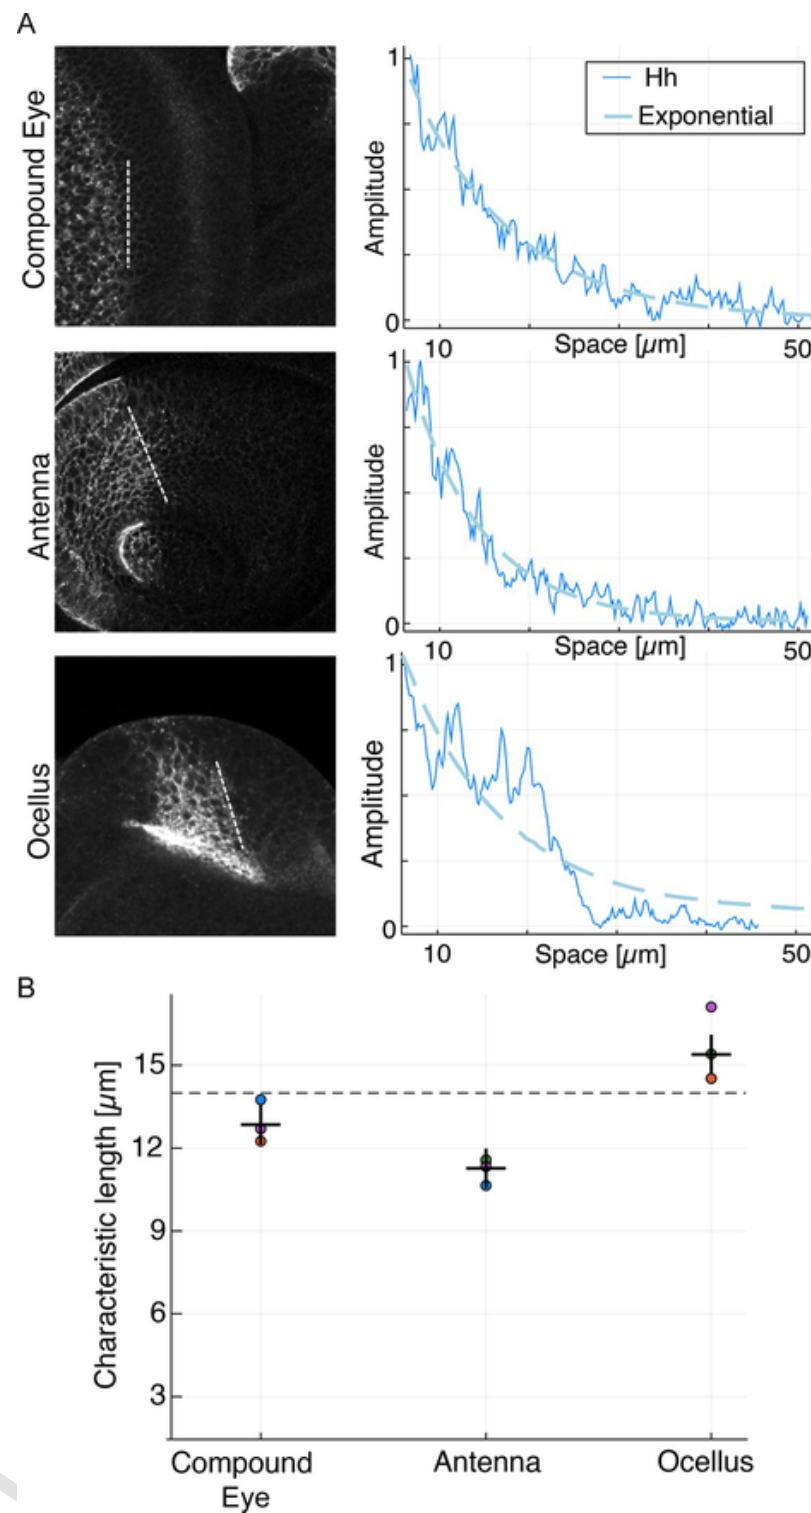 A
Compound Eye
1
Amplitude
0
Hh
Exponential
10
Space [µm]
50
Antenna
1
Amplitude
0
10
Space [µm]
50
Ocellus
1
Amplitude
0
10
Space [µm]
50
B
Characteristic length [µm]
15
12
9
6
3
Compound
Eye
Antenna
Ocellus